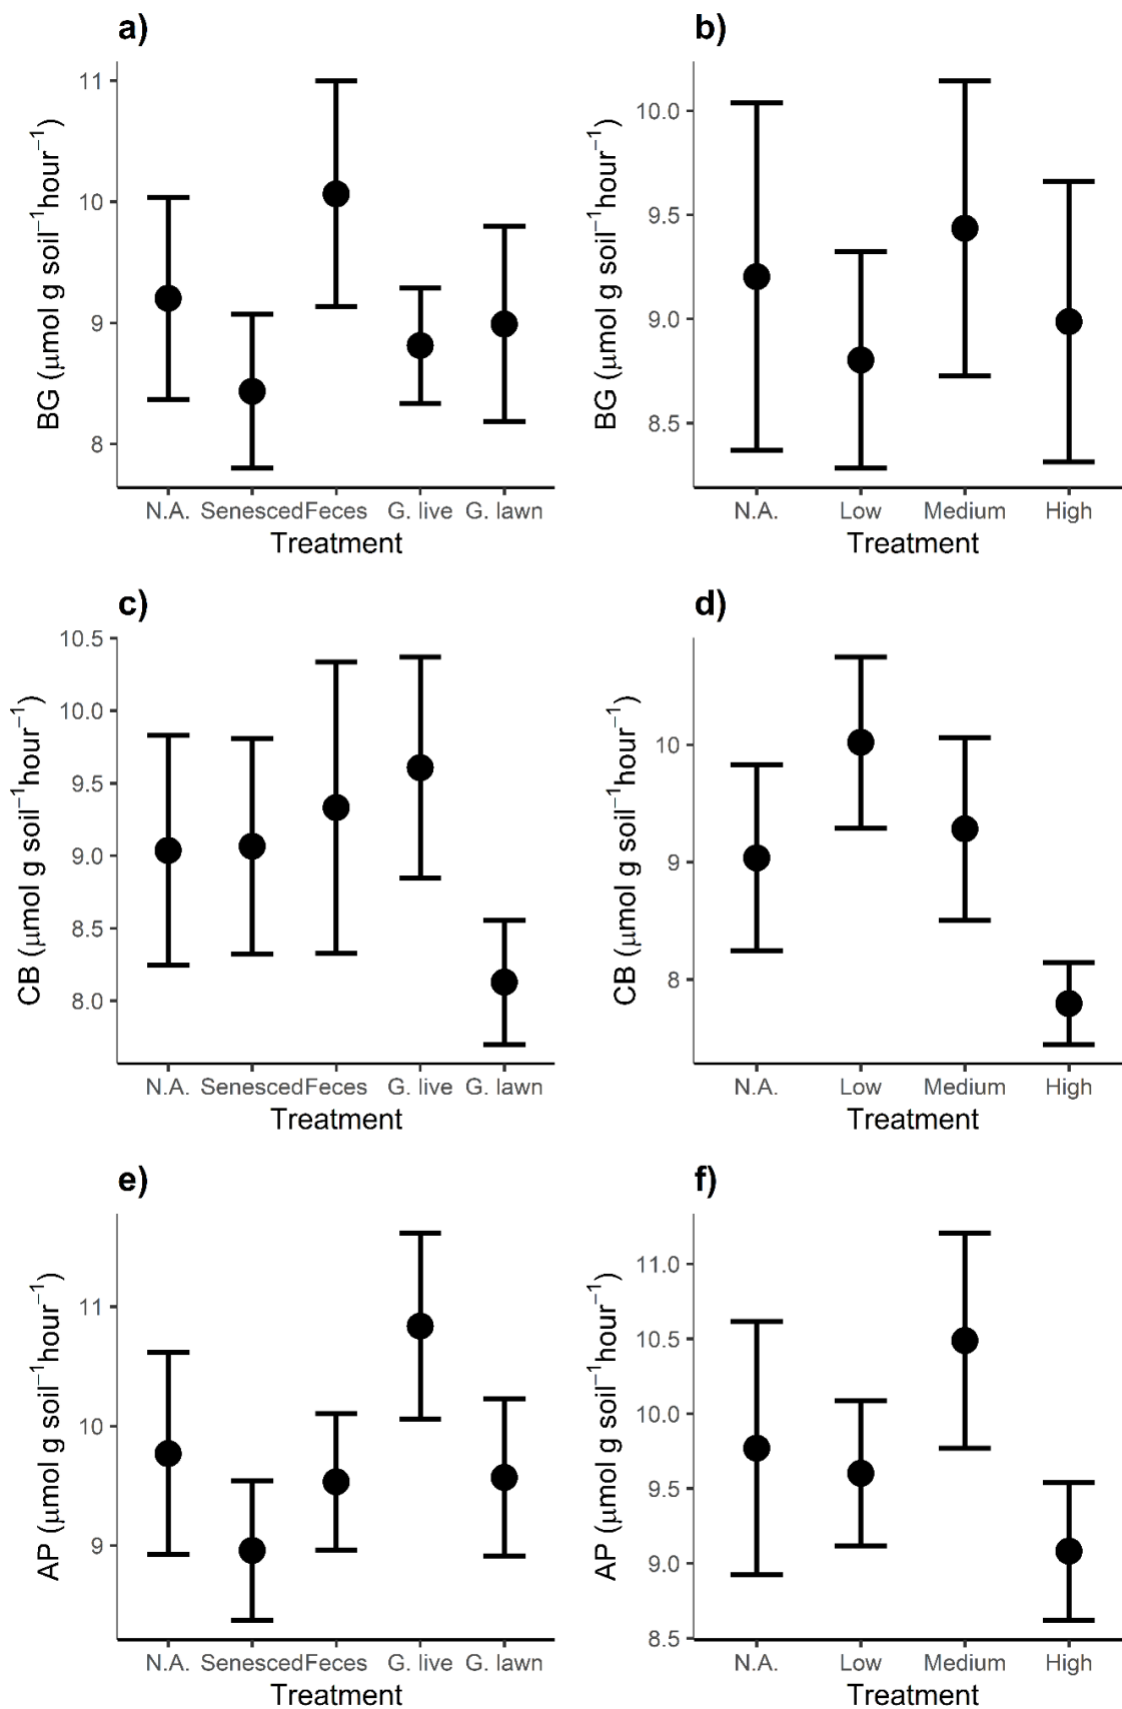 a)
11
10
9
8
BG (μmol g soil⁻¹hour⁻¹)
N.A. Senesced Feces G. live G. lawn
Treatment
b)
10.0
9.5
9.0
8.5
BG (μmol g soil⁻¹hour⁻¹)
N.A. Low Medium High
Treatment
c)
10.5
10.0
9.5
9.0
8.5
8.0
CB (μmol g soil⁻¹hour⁻¹)
N.A. Senesced Feces G. live G. lawn
Treatment
d)
10
9
8
CB (μmol g soil⁻¹hour⁻¹)
N.A. Low Medium High
Treatment
e)
11
10
9
AP (μmol g soil⁻¹hour⁻¹)
N.A. Senesced Feces G. live G. lawn
Treatment
f)
11.0
10.5
10.0
9.5
9.0
8.5
AP (μmol g soil⁻¹hour⁻¹)
N.A. Low Medium High
Treatment